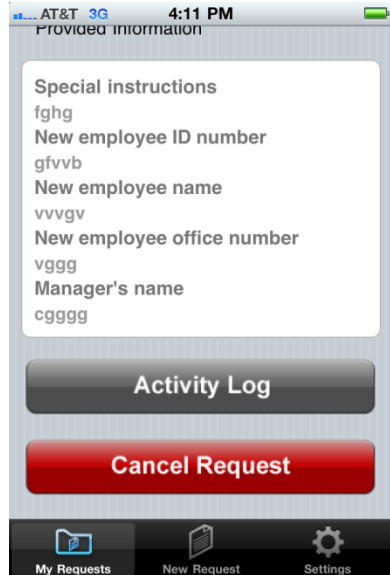 AT&T 3G 4:11 PM
Provided Information
Special instructions
fghg
New employee ID number
gfvvb
New employee name
vvvgv
New employee office number
vggg
Manager's name
cgggg
Activity Log
Cancel Request
My Requests New Request Settings